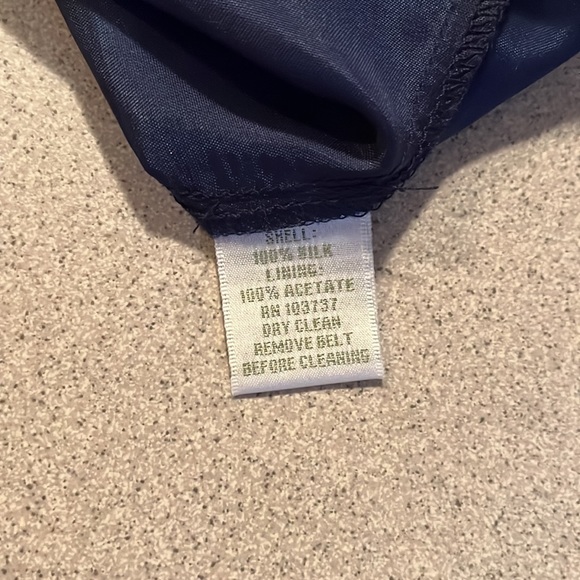 SHELL:
100% SILK
LINING:
100% ACETATE
RN 103737
DRY CLEAN
REMOVE BELT
BEFORE CLEANING